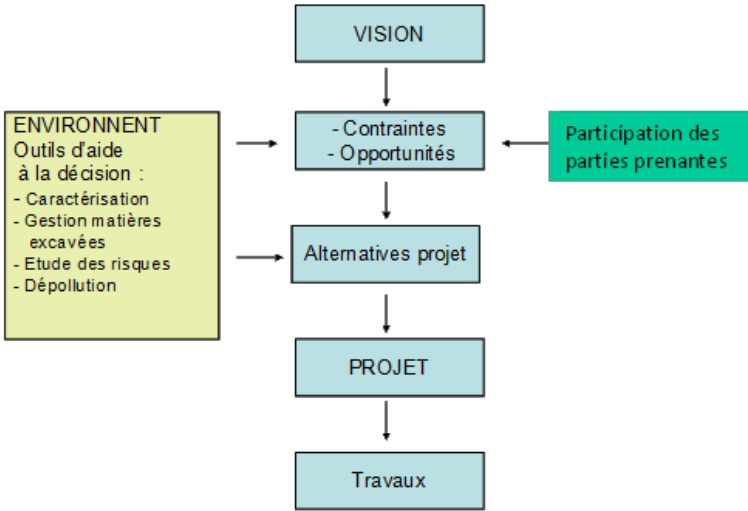 VISION
ENVIRONNENT
Outils d'aide
à la décision :
- Caractérisation
- Gestion matières
excavées
- Etude des risques
- Dépollution
- Contraintes
- Opportunités
Participation des
parties prenantes
Alternatives projet
PROJET
Travaux